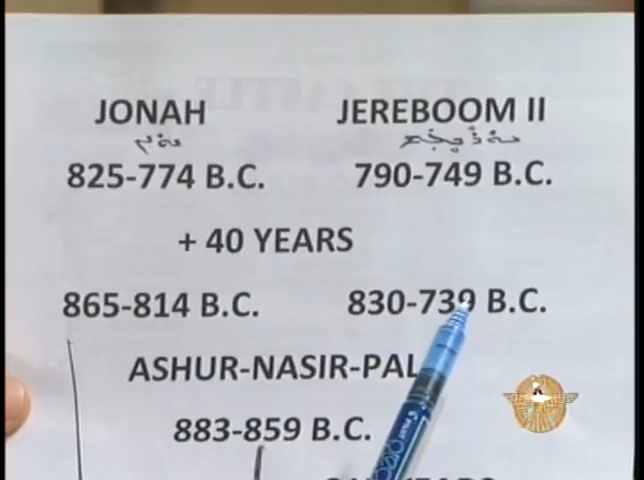 JONAH JEREBOOM II
825-774 B.C. 790-749 B.C.
+ 40 YEARS
865-814 B.C. 830-739 B.C.
ASHUR-NASIR-PAL
883-859 B.C.